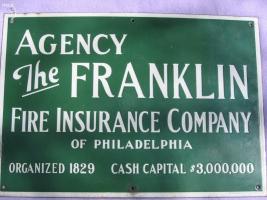 AGENCY
The FRANKLIN
FIRE INSURANCE COMPANY
OF PHILADELPHIA
ORGANIZED 1829 CASH CAPITAL $3,000,000